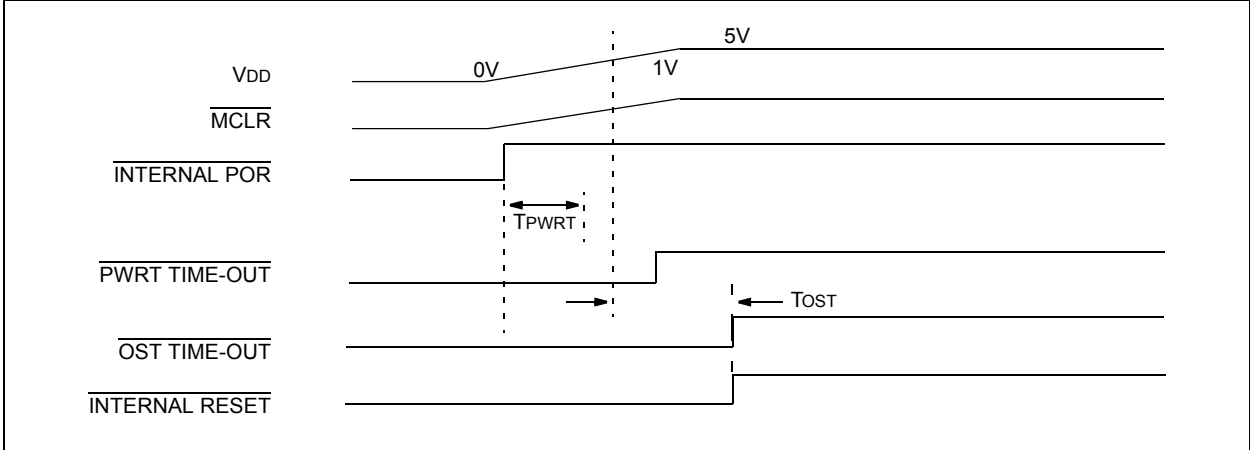 5V
VDD 0V 1V
MCLR
INTERNAL POR
TPWRT
PWRT TIME-OUT
TOST
OST TIME-OUT
INTERNAL RESET